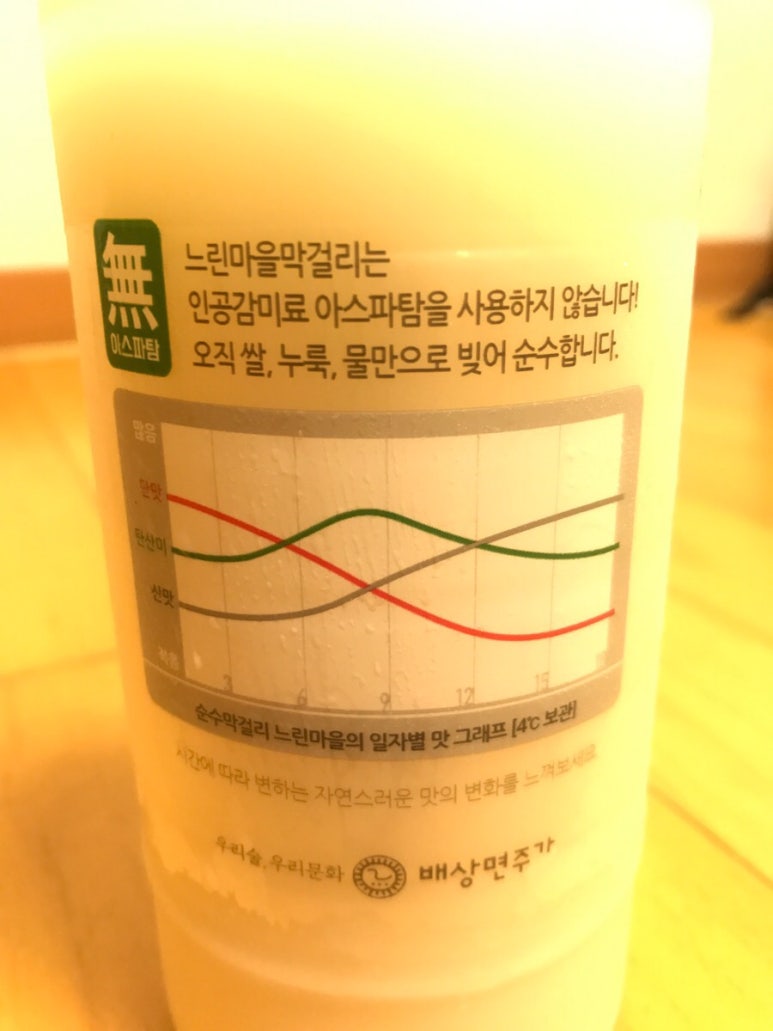 無
아스파탐
느린마을막걸리는
인공감미료 아스파탐을 사용하지 않습니다!
오직 쌀, 누룩, 물만으로 빚어 순수합니다.
많음
단맛
탄산미
신맛
적음
3 6 9 12 15
순수막걸리 느린마을의 일자별 맛 그래프 [4℃ 보관]
시간에 따라 변하는 자연스러운 맛의 변화를 느껴보세요
우리술, 우리문화 배상면주가